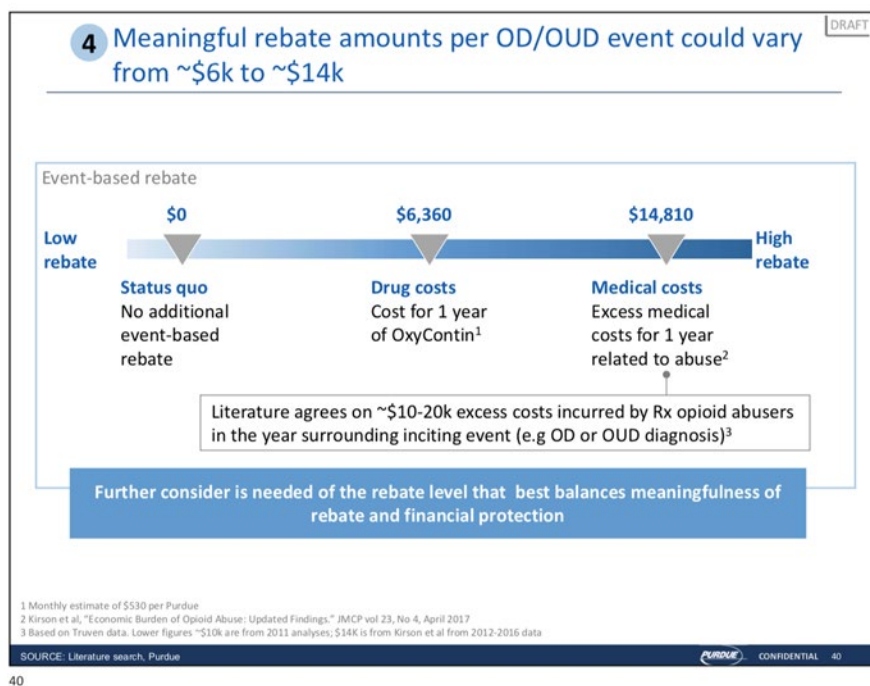 DRAFT
4 Meaningful rebate amounts per OD/OUD event could vary
from ~$6k to ~$14k
Event-based rebate
$0
$6,360
$14,810
Low
rebate
High
rebate
Status quo
No additional
event-based
rebate
Drug costs
Cost for 1 year
of OxyContin1
Medical costs
Excess medical
costs for 1 year
related to abuse2
Literature agrees on ~$10-20k excess costs incurred by Rx opioid abusers
in the year surrounding inciting event (e.g OD or OUD diagnosis)3
Further consider is needed of the rebate level that best balances meaningfulness of
rebate and financial protection
1 Monthly estimate of $530 per Purdue
2 Kirson et al, "Economic Burden of Opioid Abuse: Updated Findings." JMCP vol 23, No 4, April 2017
3 Based on Truven data. Lower figures ~$10k are from 2011 analyses; $14K is from Kirson et al from 2012-2016 data
SOURCE: Literature search, Purdue
PURDUE CONFIDENTIAL 40
40